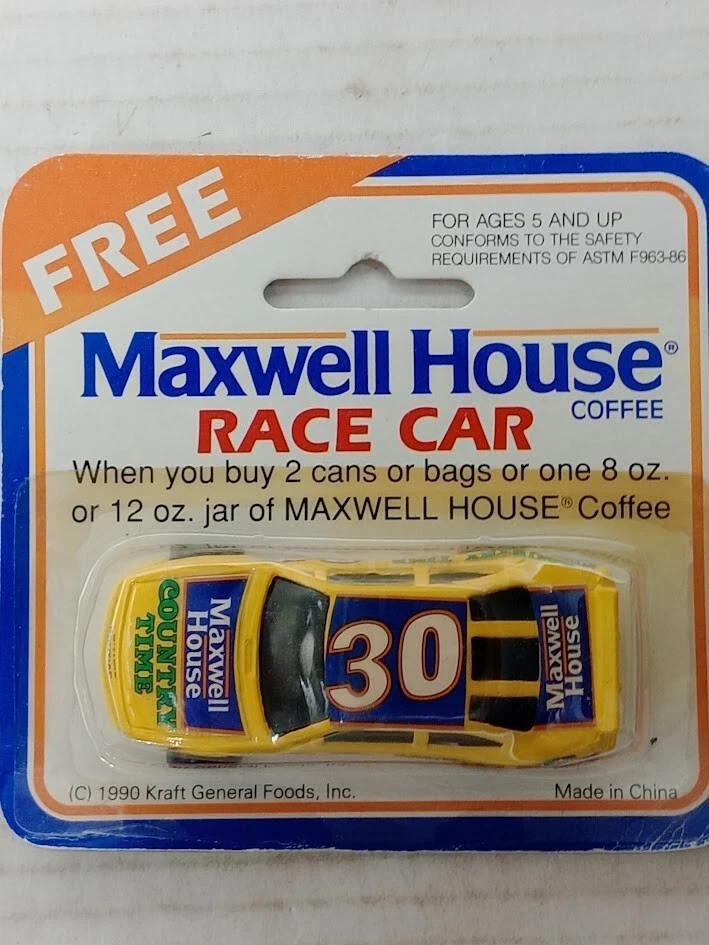 FREE
FOR AGES 5 AND UP
CONFORMS TO THE SAFETY
REQUIREMENTS OF ASTM F963-86
Maxwell House®
COFFEE
RACE CAR
When you buy 2 cans or bags or one 8 oz.
or 12 oz. jar of MAXWELL HOUSE® Coffee
COUNTRY
TIME
Maxwell
House
30
Maxwell
House
(C) 1990 Kraft General Foods, Inc.
Made in China